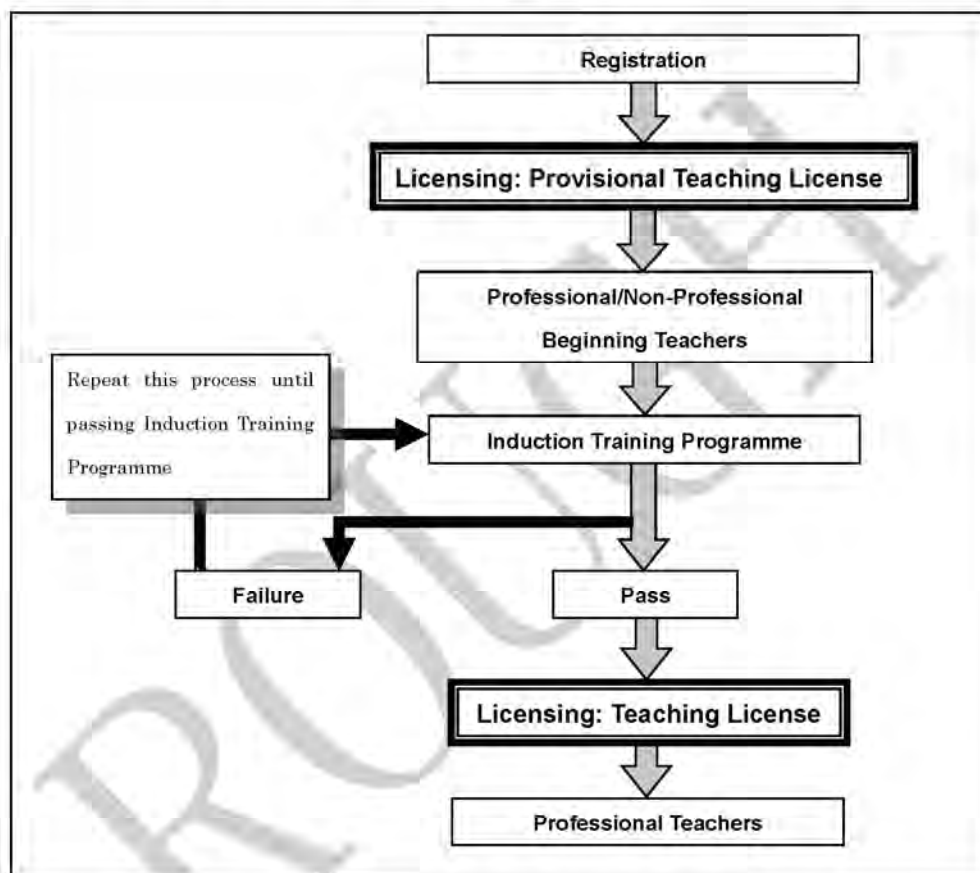 Registration
Licensing: Provisional Teaching License
Professional/Non-Professional
Beginning Teachers
Repeat this process until
passing Induction Training
Programme
Induction Training Programme
Failure
Pass
Licensing: Teaching License
Professional Teachers